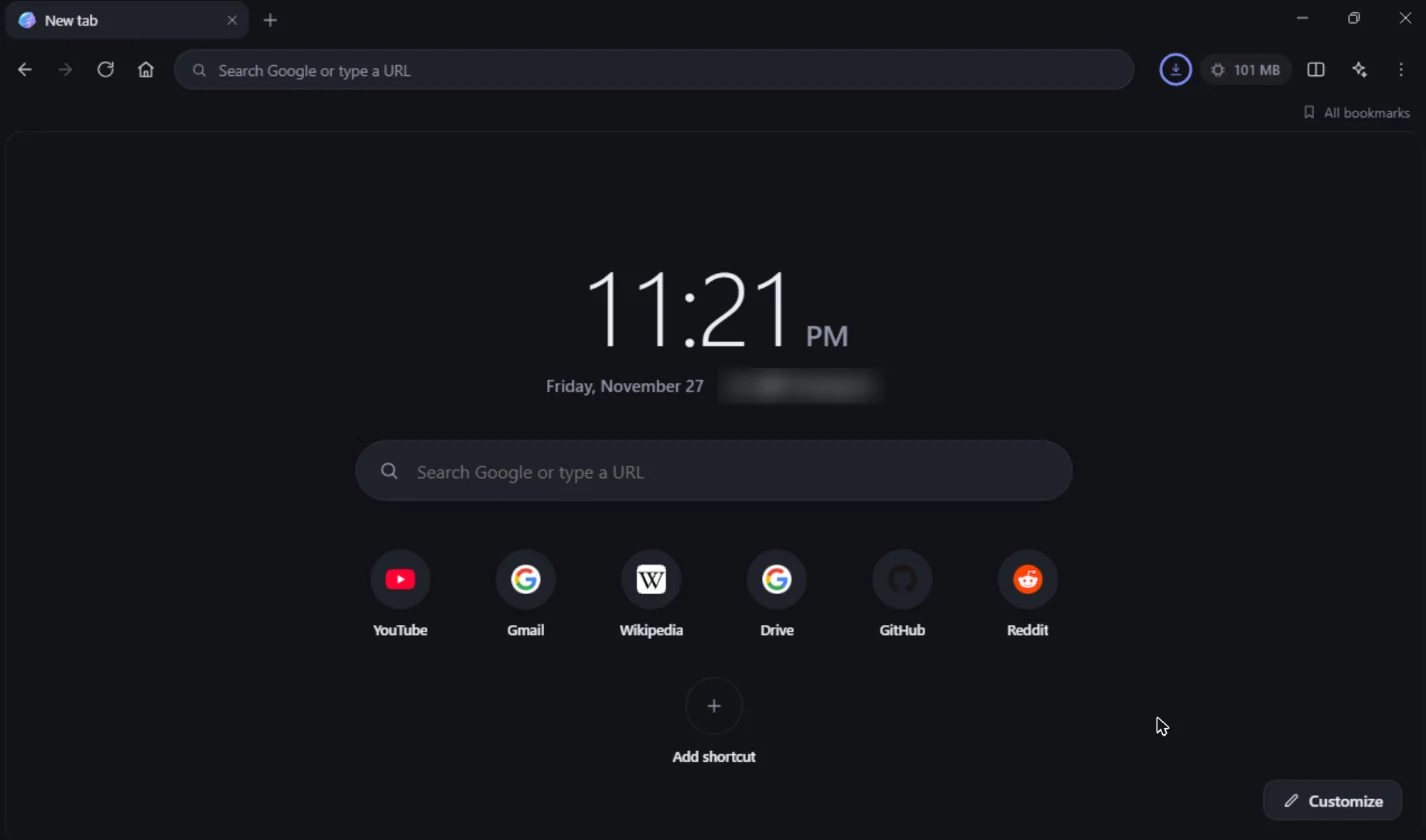 New tab
Search Google or type a URL
101 MB
All bookmarks
11:21 PM
Friday, November 27
Search Google or type a URL
YouTube
Gmail
W
Wikipedia
Drive
GitHub
Reddit
Add shortcut
Customize